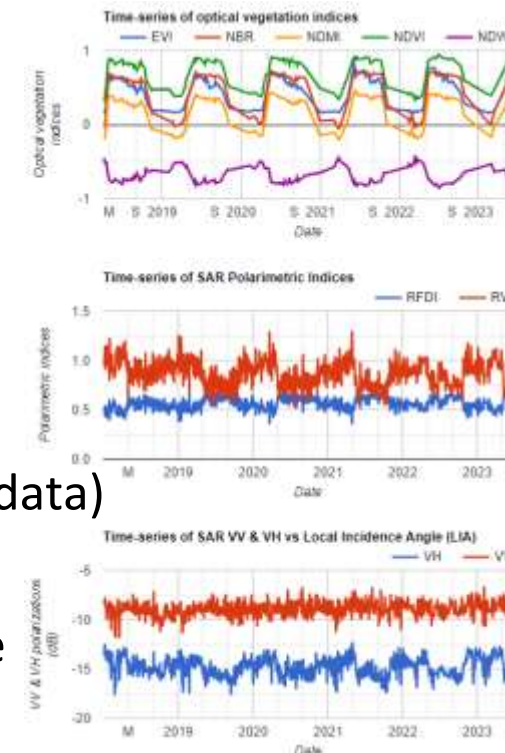 Time-series of optical vegetation indices
EVI NBR NDMI NDVI NDW
Optical vegetation
indices
1
0
-1
M S 2019 S 2020 S 2021 S 2022 S 2023
Date
Time-series of SAR Polarimetric Indices
RFDI RV
Polarimetric indices
1.5
1.0
0.5
0.0
M 2019 2020 2021 2022 2023
Date
data)
Time-series of SAR VV & VH vs Local Incidence Angle (LIA)
VH V
e
VV & VH polarizations
(dB)
-5
-10
-15
-20
M 2019 2020 2021 2022 2023
Date